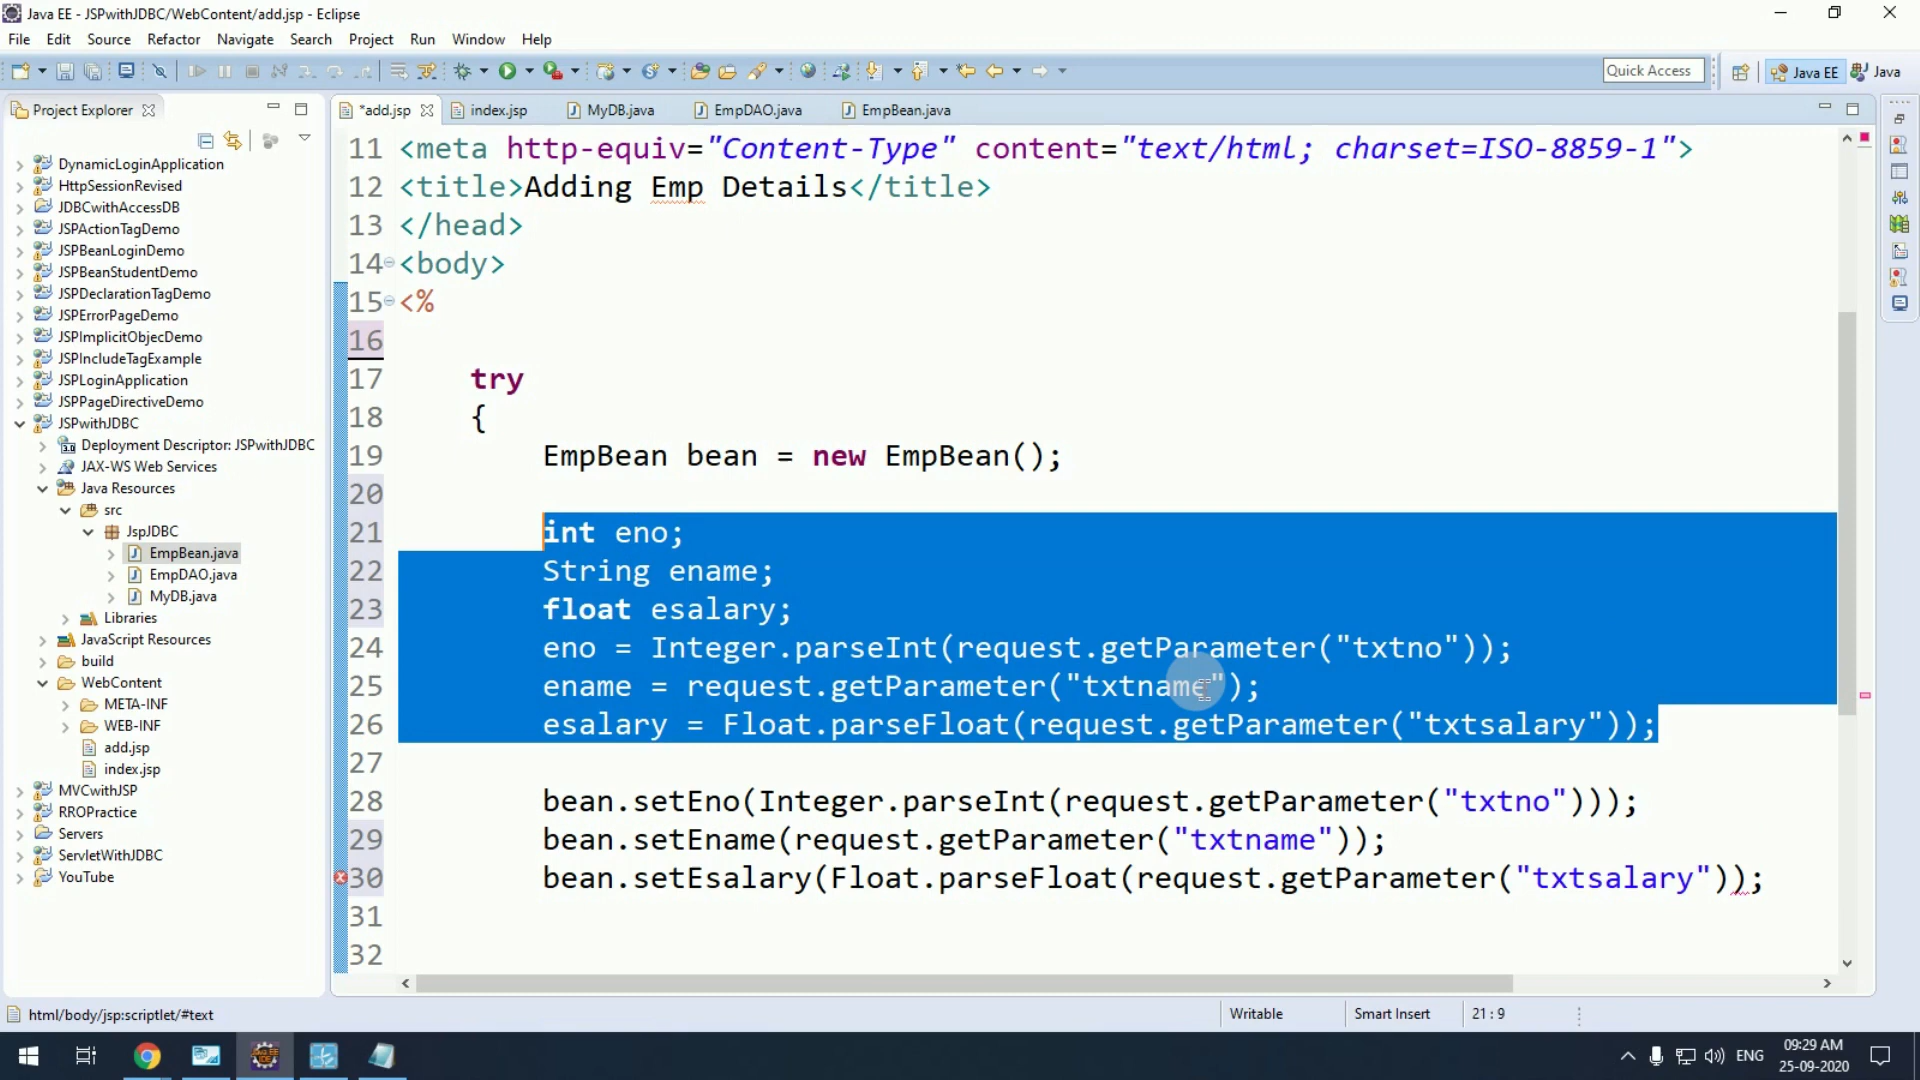 Java EE - JSPwithJDBC/WebContent/add.jsp - Eclipse
File Edit Source Refactor Navigate Search Project Run Window Help
Quick Access
Java EE
Java
Project Explorer
*add.jsp
index.jsp
MyDB.java
EmpDAO.java
EmpBean.java
DynamicLoginApplication
HttpSessionRevised
JDBCwithAccessDB
JSPActionTagDemo
JSPBeanLoginDemo
JSPBeanStudentDemo
JSPDeclarationTagDemo
JSPErrorPageDemo
JSPImplicitObjecDemo
JSPIncludeTagExample
JSPLoginApplication
JSPPageDirectiveDemo
JSPwithJDBC
Deployment Descriptor: JSPwithJDBC
JAX-WS Web Services
Java Resources
src
JspJDBC
EmpBean.java
EmpDAO.java
MyDB.java
Libraries
JavaScript Resources
build
WebContent
META-INF
WEB-INF
add.jsp
index.jsp
MVCwithJSP
RROPractice
Servers
ServletWithJDBC
YouTube
11 <meta http-equiv="Content-Type" content="text/html; charset=ISO-8859-1">
12 <title>Adding Emp Details</title>
13 </head>
14 <body>
15 <%
16
17 try
18 {
19 EmpBean bean = new EmpBean();
20
21 int eno;
22 String ename;
23 float esalary;
24 eno = Integer.parseInt(request.getParameter("txtno"));
25 ename = request.getParameter("txtname");
26 esalary = Float.parseFloat(request.getParameter("txtsalary"));
27
28 bean.setEno(Integer.parseInt(request.getParameter("txtno")));
29 bean.setEname(request.getParameter("txtname"));
30 bean.setEsalary(Float.parseFloat(request.getParameter("txtsalary"));
31
32
html/body/jsp:scriptlet/#text
Writable
Smart Insert
21 : 9
ENG
09:29 AM
25-09-2020